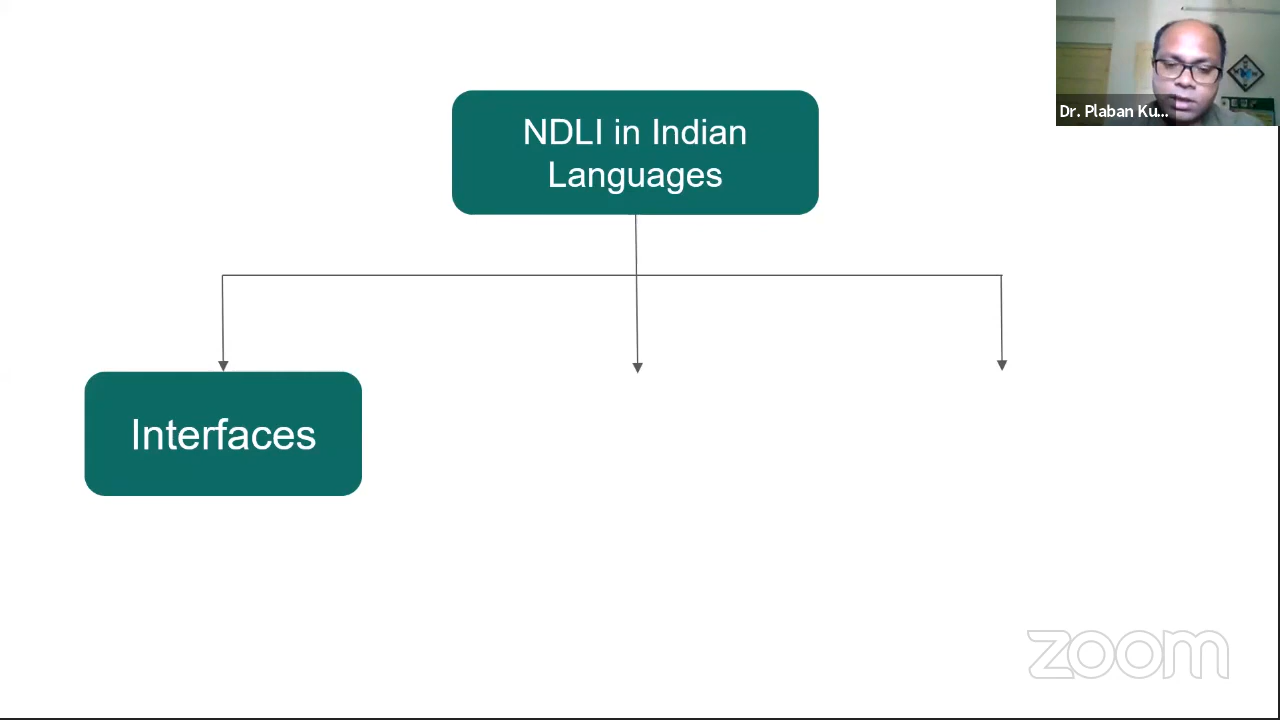 NDLI in Indian
Languages
Dr. Plaban Ku...
Interfaces
zoom